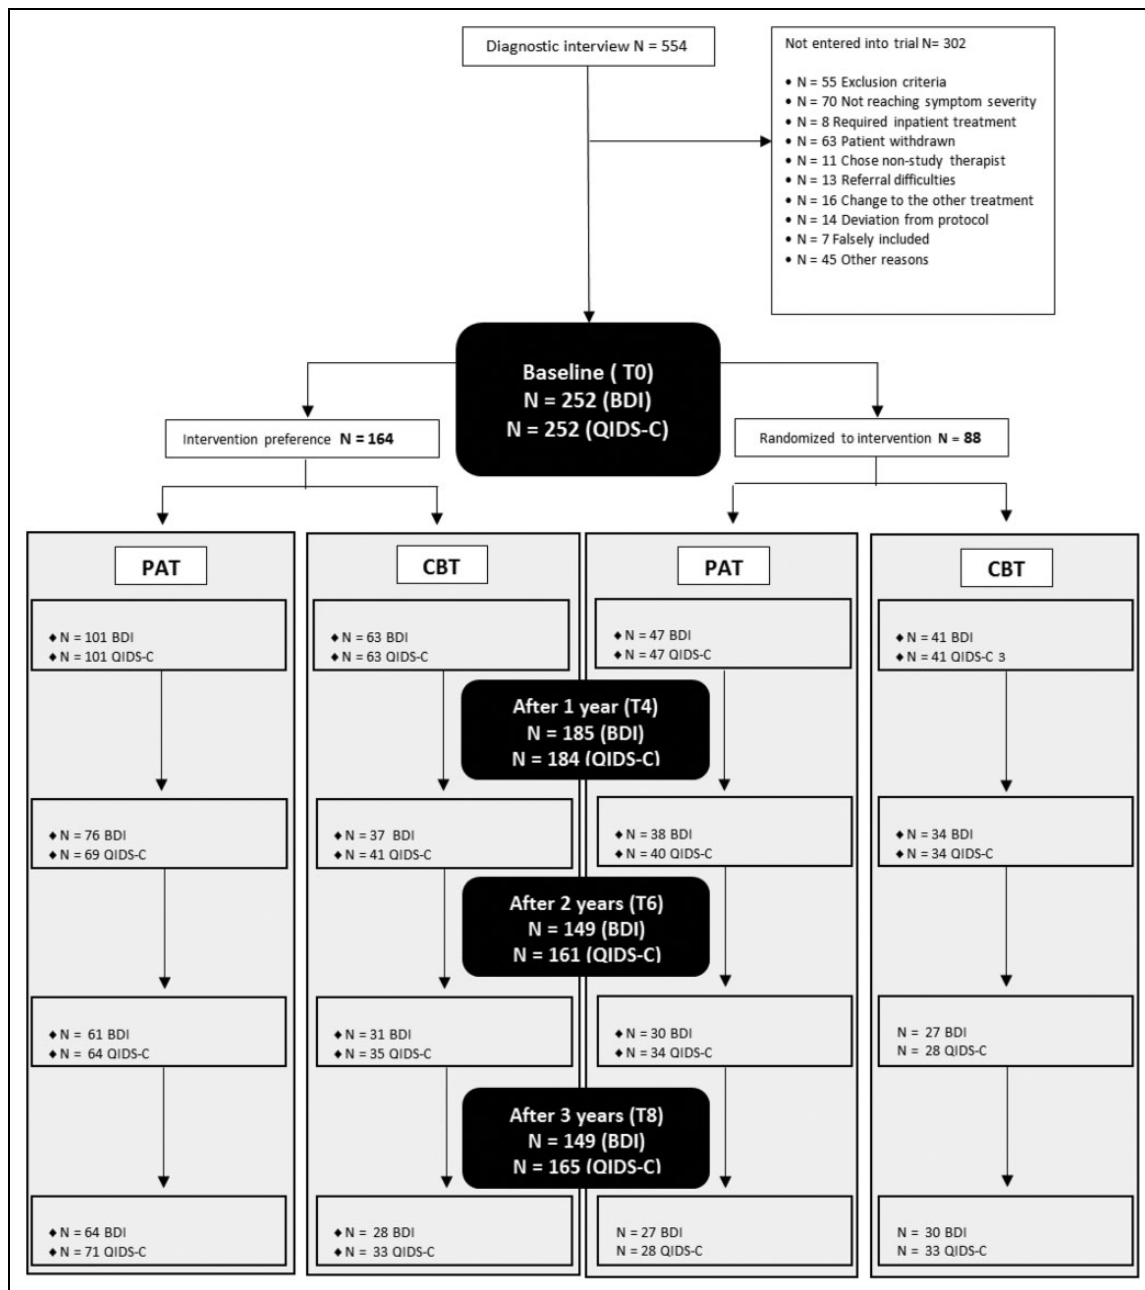 Diagnostic interview N = 554
Not entered into trial N= 302
• N = 55 Exclusion criteria
• N = 70 Not reaching symptom severity
• N = 8 Required inpatient treatment
• N = 63 Patient withdrawn
• N = 11 Chose non-study therapist
• N = 13 Referral difficulties
• N = 16 Change to the other treatment
• N = 14 Deviation from protocol
• N = 7 Falsely included
• N = 45 Other reasons
Baseline ( T0)
N = 252 (BDI)
N = 252 (QIDS-C)
Intervention preference N = 164
Randomized to intervention N = 88
PAT
CBT
PAT
CBT
◆ N = 101 BDI
◆ N = 101 QIDS-C
◆ N = 63 BDI
◆ N = 63 QIDS-C
◆ N = 47 BDI
◆ N = 47 QIDS-C
◆ N = 41 BDI
◆ N = 41 QIDS-C 3
After 1 year (T4)
N = 185 (BDI)
N = 184 (QIDS-C)
◆ N = 76 BDI
◆ N = 69 QIDS-C
◆ N = 37 BDI
◆ N = 41 QIDS-C
◆ N = 38 BDI
◆ N = 40 QIDS-C
◆ N = 34 BDI
◆ N = 34 QIDS-C
After 2 years (T6)
N = 149 (BDI)
N = 161 (QIDS-C)
◆ N = 61 BDI
◆ N = 64 QIDS-C
◆ N = 31 BDI
◆ N = 35 QIDS-C
◆ N = 30 BDI
◆ N = 34 QIDS-C
N = 27 BDI
N = 28 QIDS-C
After 3 years (T8)
N = 149 (BDI)
N = 165 (QIDS-C)
◆ N = 64 BDI
◆ N = 71 QIDS-C
◆ N = 28 BDI
◆ N = 33 QIDS-C
N = 27 BDI
N = 28 QIDS-C
N = 30 BDI
N = 33 QIDS-C